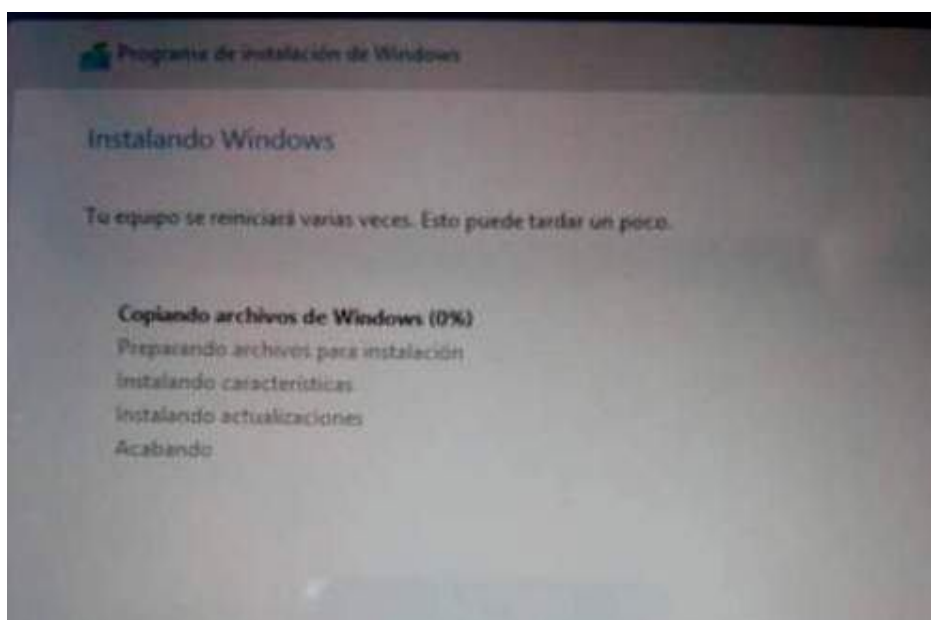 Programa de instalación de Windows
Instalando Windows
Tu equipo se reiniciará varias veces. Esto puede tardar un poco.
Copiando archivos de Windows (0%)
Preparando archivos para instalación
Instalando características
Instalando actualizaciones
Acabando